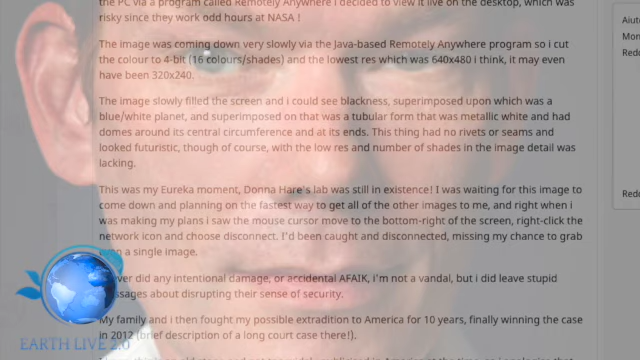 the PC via a program called Remotely Anywhere i decided to view it live on the desktop, which was
risky since they work odd hours at NASA !
The image was coming down very slowly via the Java-based Remotely Anywhere program so i cut
the colour to 4-bit (16 colours/shades) and the lowest res which was 640x480 i think, it may even
have been 320x240.
The image slowly filled the screen and i could see blackness, superimposed upon which was a
blue/white planet, and superimposed on that was a tubular form that was metallic white and had
domes around its central circumference and at its ends. This thing had no rivets or seams and
looked futuristic, though of course, with the low res and number of shades in the image detail was
lacking.
This was my Eureka moment, Donna Hare's lab was still in existence! I was waiting for this image to
come down and planning on the fastest way to get all of the other images to me, and right when i
was making my plans i saw the mouse cursor move to the bottom-right of the screen, right-click the
network icon and choose disconnect. I'd been caught and disconnected, missing my chance to grab
a single image.
did any intentional damage, or accidental AFAIK, i'm not a vandal, but i did leave stupid
about disrupting their sense of security.
My family and i then fought my possible extradition to America for 10 years, finally winning the case
in 2012 (brief description of a long court case there!).
Redd
EARTH LIVE 2.0